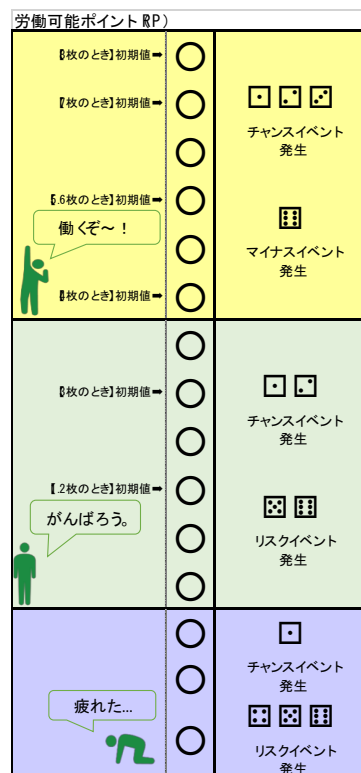 労働可能ポイントRP）
【8枚のとき】初期値➡
【7枚のとき】初期値➡
チャンスイベント
発生
【5.6枚のとき】初期値➡
働くぞ～！
マイナスイベント
発生
初期値➡
【3枚のとき】初期値➡
チャンスイベント
発生
【1.2枚のとき】初期値➡
がんばろう。
リスクイベント
発生
チャンスイベント
発生
疲れた...
リスクイベント
発生